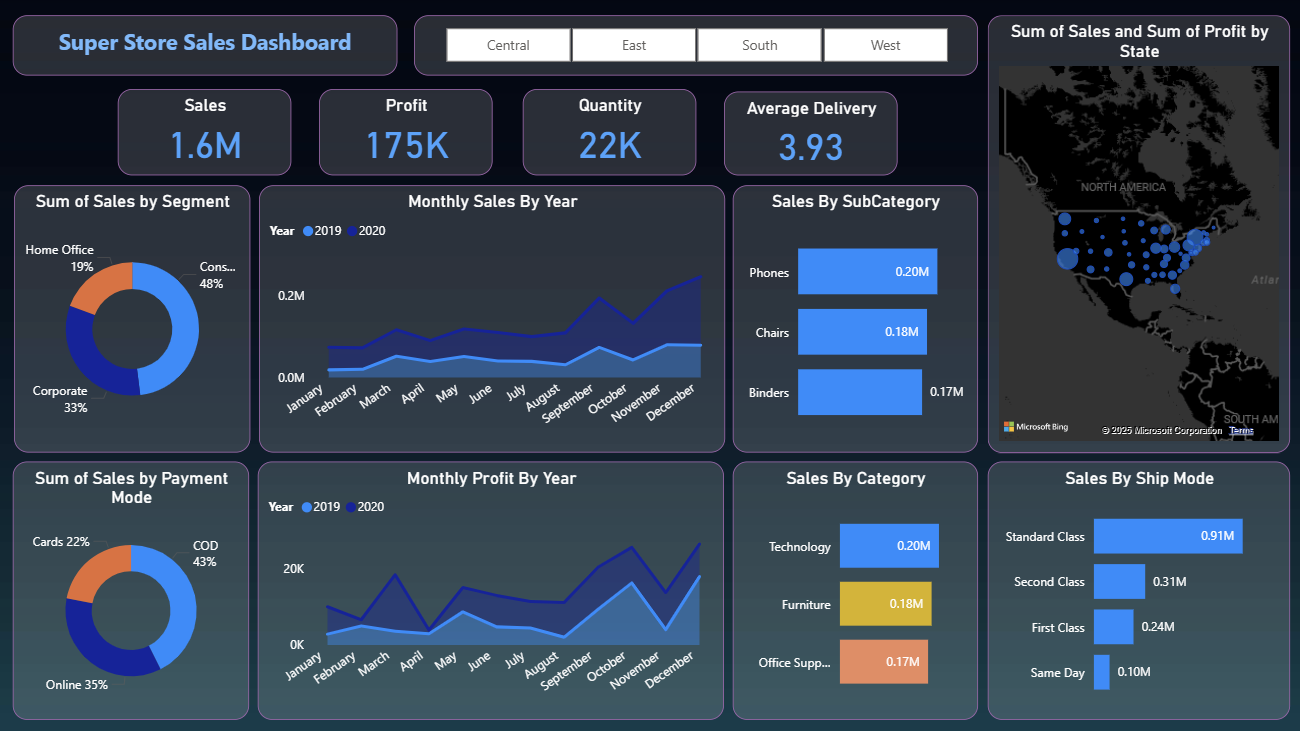 Super Store Sales Dashboard
Central
East
South
West
Sum of Sales and Sum of Profit by
State
Sales
1.6M
Profit
175K
Quantity
22K
Average Delivery
3.93
NORTH AMERICA
Atlan
SOUTH AM
Microsoft Bing
© 2025 Microsoft Corporation Terms
Sum of Sales by Segment
Home Office
19%
Cons...
48%
Corporate
33%
Monthly Sales By Year
Year 2019 2020
0.2M
0.0M
January
February
March
April
May
June
July
August
September
October
November
December
Sales By SubCategory
Phones 0.20M
Chairs 0.18M
Binders 0.17M
Sum of Sales by Payment
Mode
Cards 22%
COD
43%
Online 35%
Monthly Profit By Year
Year 2019 2020
20K
0K
January
February
March
April
May
June
July
August
September
October
November
December
Sales By Category
Technology 0.20M
Furniture 0.18M
Office Supp... 0.17M
Sales By Ship Mode
Standard Class 0.91M
Second Class 0.31M
First Class 0.24M
Same Day 0.10M